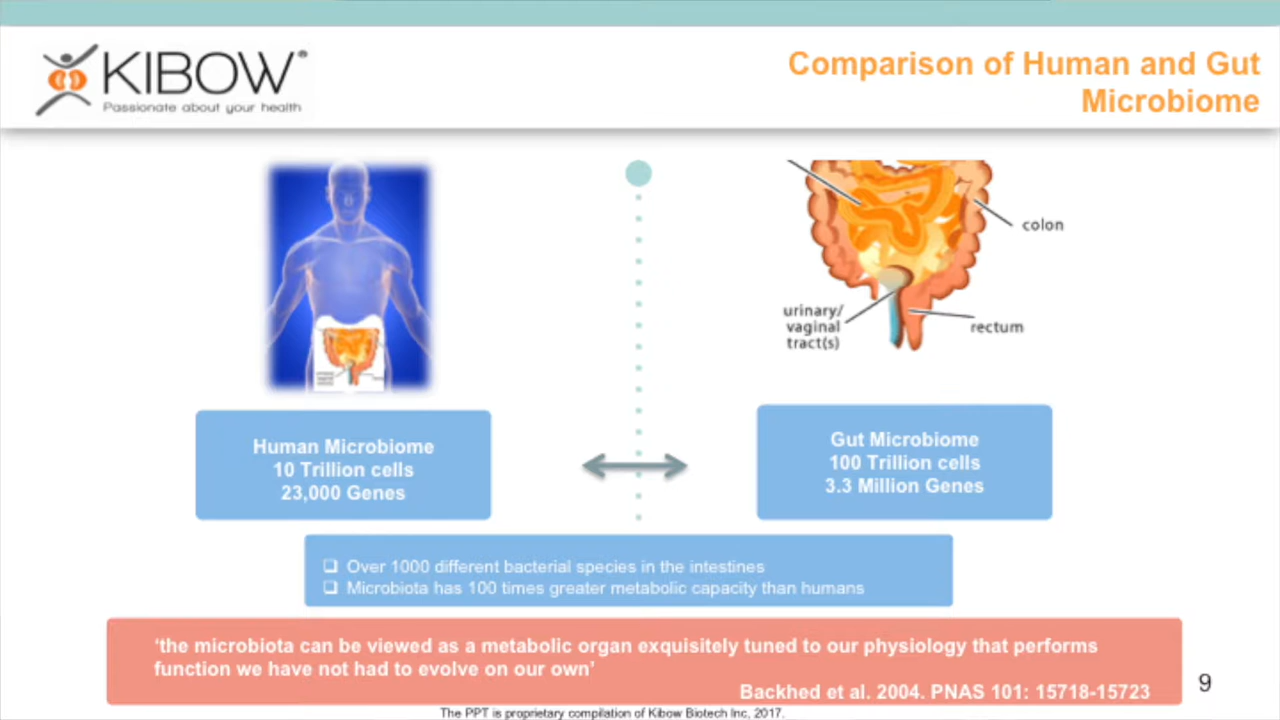 KIBOW®
Passionate about your health
Comparison of Human and Gut
Microbiome
colon
urinary/
vaginal
tract(s)
rectum
Human Microbiome
10 Trillion cells
23,000 Genes
Gut Microbiome
100 Trillion cells
3.3 Million Genes
Over 1000 different bacterial species in the intestines
Microbiota has 100 times greater metabolic capacity than humans
‘the microbiota can be viewed as a metabolic organ exquisitely tuned to our physiology that performs
function we have not had to evolve on our own’
Backhed et al. 2004. PNAS 101: 15718-15723
9
The PPT is proprietary compilation of Kibow Biotech Inc, 2017.